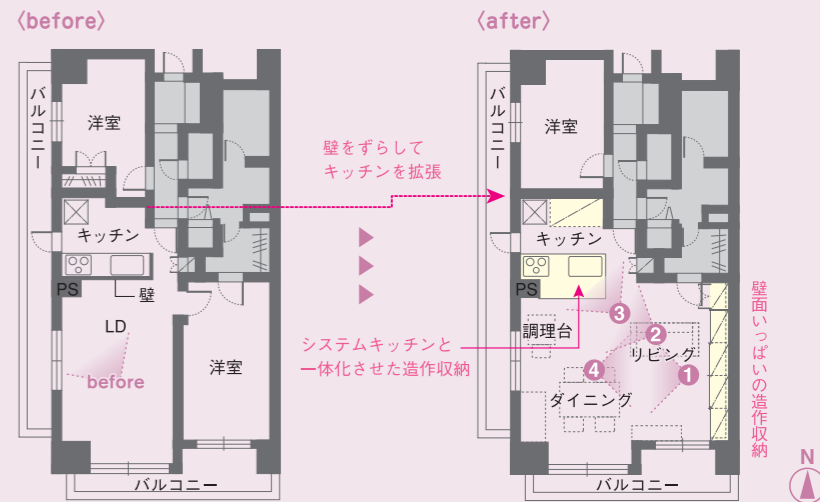 〈before〉
バルコニー
洋室
キッチン
PS
壁
LD
before
洋室
バルコニー
壁をずらして
キッチンを拡張
システムキッチンと
一体化させた造作収納
〈after〉
バルコニー
洋室
キッチン
PS
調理台
3
2
リビング
4
1
ダイニング
壁面いっぱいの造作収納
バルコニー
N